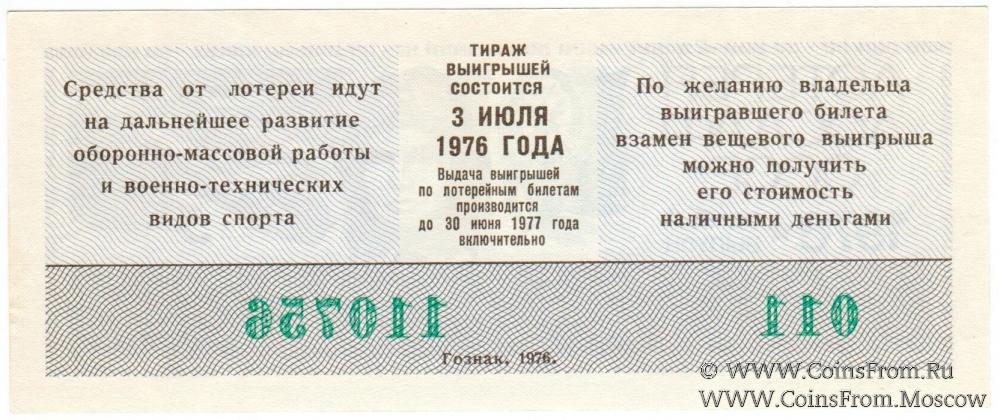 Средства от лотереи идут
на дальнейшее развитие
оборонно-массовой работы
и военно-технических
видов спорта
ТИРАЖ
ВЫИГРЫШЕЙ
СОСТОИТСЯ
3 ИЮЛЯ
1976 ГОДА
Выдача выигрышей
по лотерейным билетам
производится
до 30 июня 1977 года
включительно
По желанию владельца
выигравшего билета
взамен вещевого выигрыша
можно получить
его стоимость
наличными деньгами
110756
011
Гознак, 1976.
© WWW.CoinsFrom.Ru
WWW.CoinsFrom.Moscow